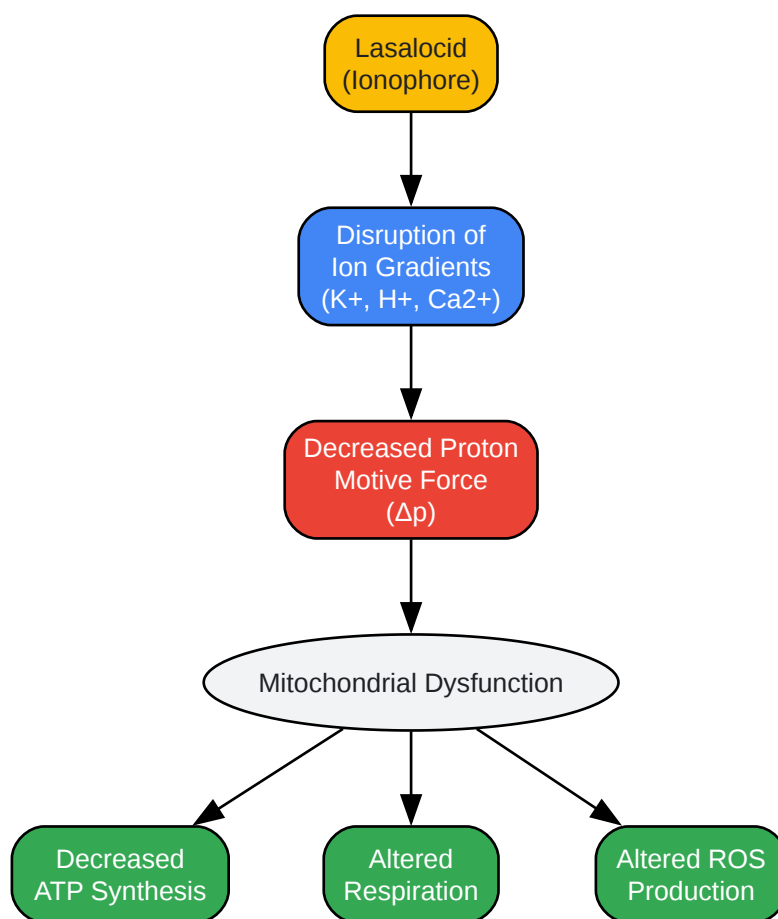 Lasalocid
(Ionophore)
Disruption of
Ion Gradients
(K+, H+, Ca2+)
Decreased Proton
Motive Force
(Δp)
Mitochondrial Dysfunction
Decreased
ATP Synthesis
Altered
Respiration
Altered ROS
Production